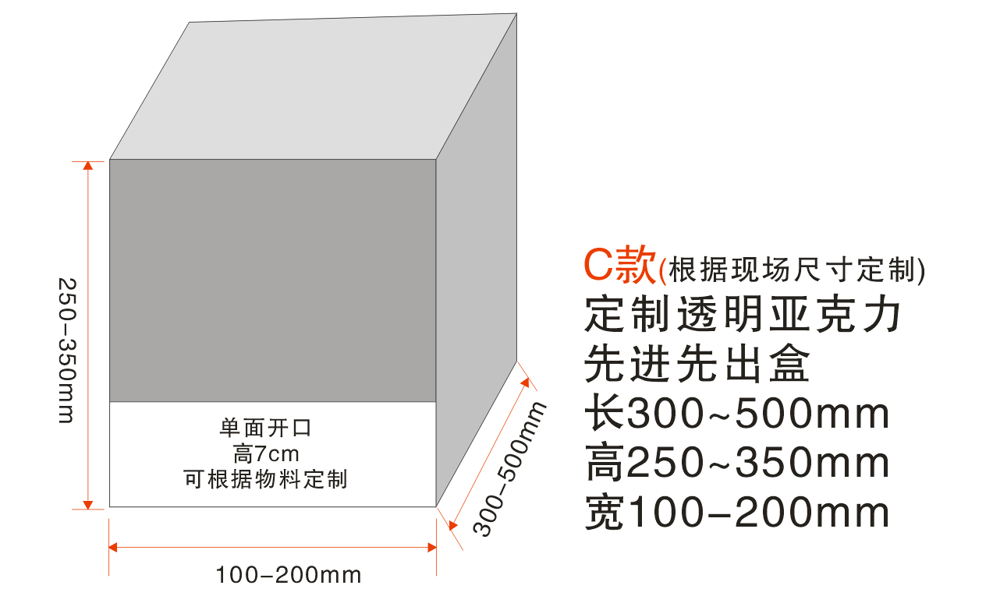 250-350mm
单面开口
高7cm
可根据物料定制
100-200mm
300-500mm
C款(根据现场尺寸定制)
定制透明亚克力
先进先出盒
长300~500mm
高250~350mm
宽100-200mm